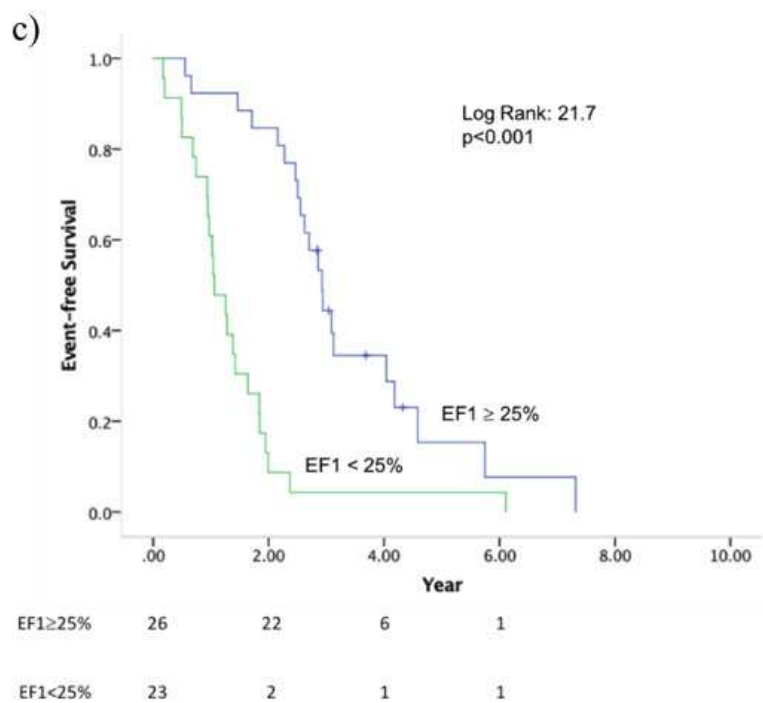 c)
1.0
0.8
0.6
0.4
0.2
0.0
Event-free Survival
Log Rank: 21.7
p<0.001
EF1 ≥ 25%
EF1 < 25%
.00 2.00 4.00 6.00 8.00 10.00
Year
EF1≥25% 26 22 6 1
EF1<25% 23 2 1 1